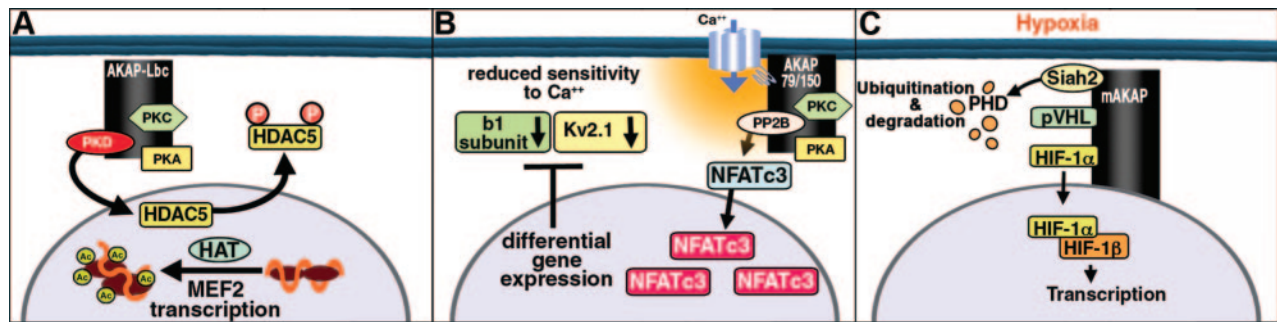 A
AKAP-Lbc
PKC
PKD
PKA
P
P
HDAC5
HDAC5
HAT
Ac
Ac
Ac
Ac
Ac
MEF2
transcription
B
Ca++
reduced sensitivity
to Ca++
AKAP
79/150
PKC
b1
subunit
Kv2.1
PP2B
PKA
NFATc3
differential
gene
expression
NFATc3
NFATc3
NFATc3
C
Hypoxia
Ubiquitination
&
degradation
PHD
Siah2
mAKAP
pVHL
HIF-1α
HIF-1α
HIF-1β
Transcription